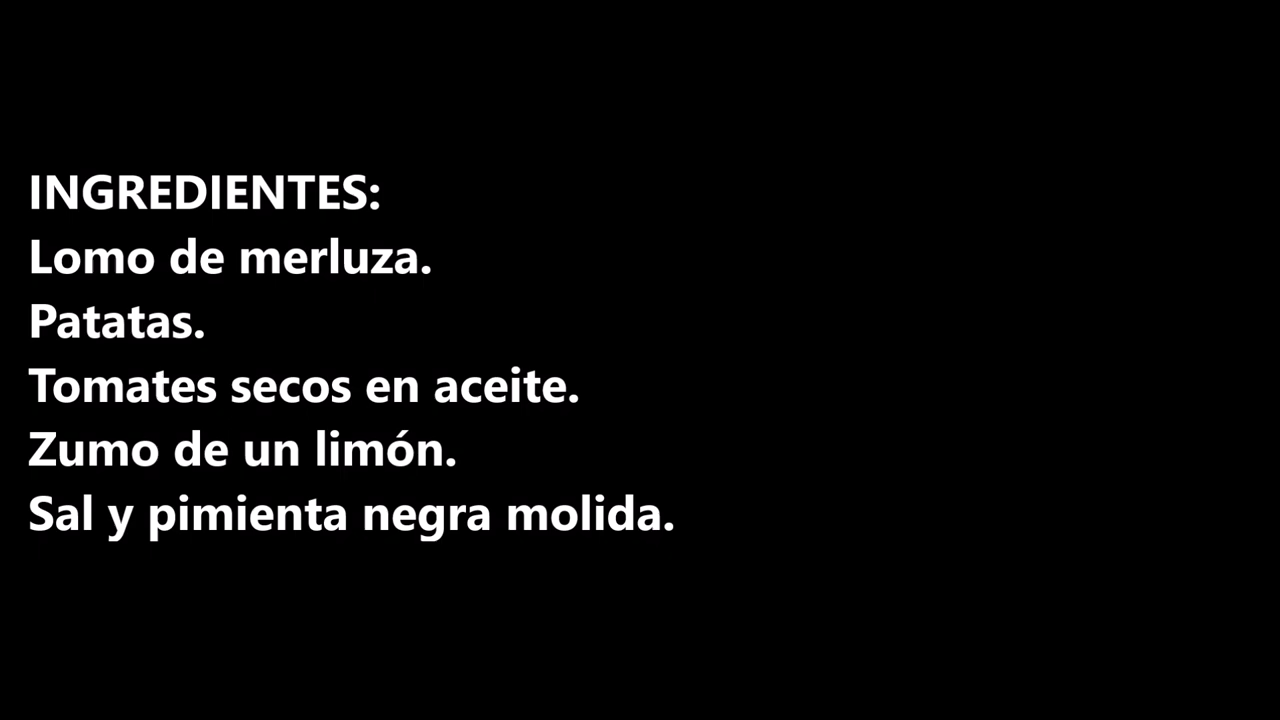 INGREDIENTES:
Lomo de merluza.
Patatas.
Tomates secos en aceite.
Zumo de un limón.
Sal y pimienta negra molida.